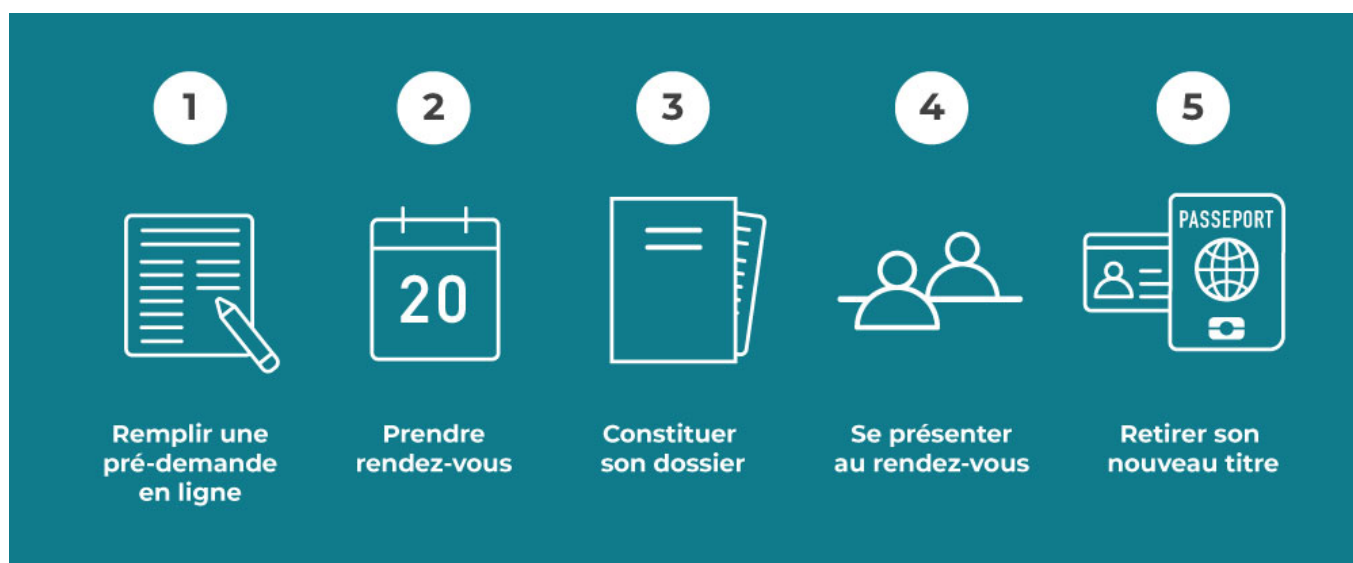 1
2
3
4
5
20
PASSEPORT
Remplir une
pré-demande
en ligne
Prendre
rendez-vous
Constituer
son dossier
Se présenter
au rendez-vous
Retirer son
nouveau titre